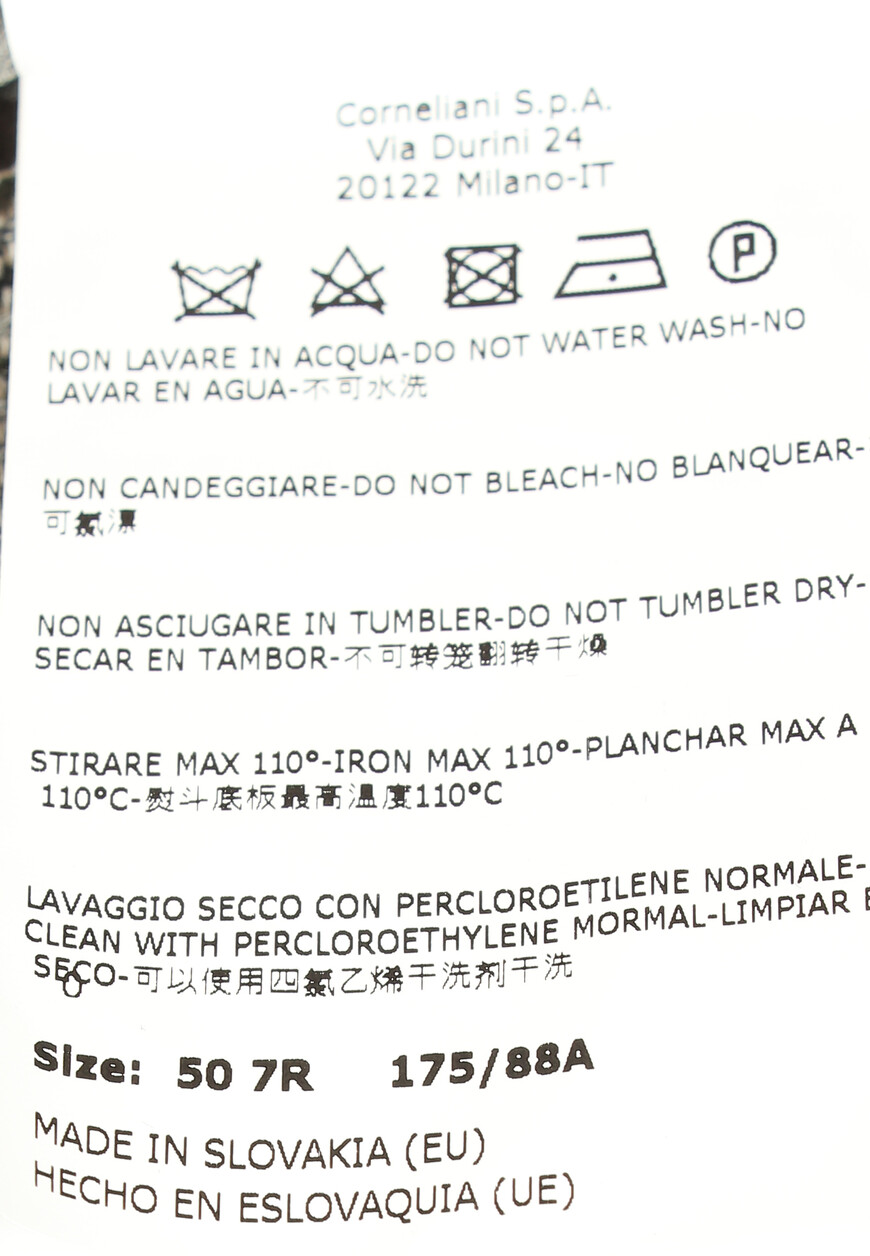 Corneliani S.p.A.
Via Durini 24
20122 Milano-IT
P
NON LAVARE IN ACQUA-DO NOT WATER WASH-NO
LAVAR EN AGUA-不可水洗
NON CANDEGGIARE-DO NOT BLEACH-NO BLANQUEAR-
可氯漂
NON ASCIUGARE IN TUMBLER-DO NOT TUMBLER DRY-
SECAR EN TAMBOR-不可转笼翻转干燥
STIRARE MAX 110°-IRON MAX 110°-PLANCHAR MAX A
110°C-熨斗底板最高温度110°C
LAVAGGIO SECCO CON PERCLOROETILENE NORMALE-
CLEAN WITH PERCLOROETHYLENE MORMAL-LIMPIAR E
SECO-可以使用四氯乙烯干洗剂干洗
Size: 50 7R 175/88A
MADE IN SLOVAKIA (EU)
HECHO EN ESLOVAQUIA (UE)